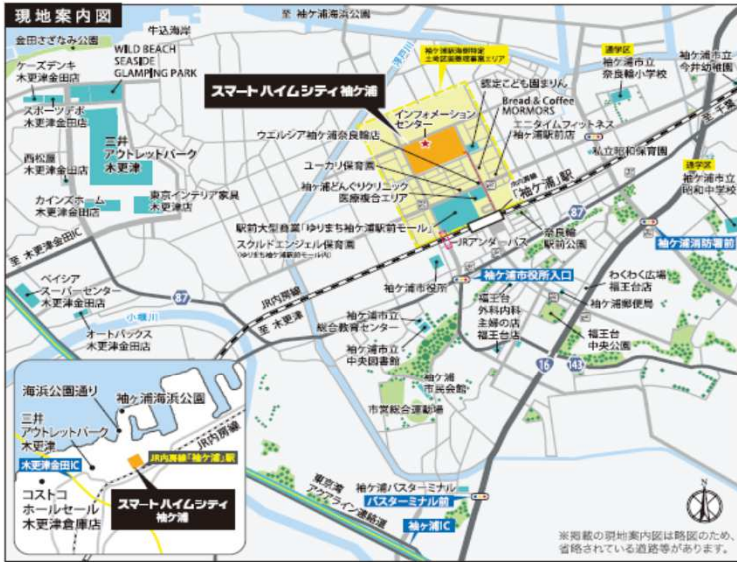 現地案内図
至 袖ケ浦海浜公園
牛込海岸
金田さざなみ公園
ケーズデンキ
木更津金田店
WILD BEACH
SEASIDE
GLAMPING PARK
スポーツデポ
木更津金田店
三井
アウトレットパーク
木更津
西松屋
木更津金田店
カインズホーム
木更津金田店
東京インテリア家具
木更津店
至 木更津金田IC
浮戸川
袖ケ浦駅海側特定
土地区画整理事業エリア
スマートハイムシティ 袖ケ浦
認定こども園まりん
Bread & Coffee
MORMORS
エニタイムフィットネス
袖ケ浦駅前店
インフォメーション
センター
ウエルシア袖ケ浦奈良輪店
ユーカリ保育園
袖ケ浦どんぐりクリニック
医療複合エリア
JR内房線
「袖ケ浦」駅
駅前大型商業「ゆりまち袖ケ浦駅前モール」
スクルドエンジェル保育園
(ゆりまち袖ケ浦駅前モール内)
JRアンダーパス
通学区
袖ケ浦市立
奈良輪小学校
袖ケ浦市立
今井幼稚園
至 千葉
私立昭和保育園
通学区
袖ケ浦市立
昭和中学校
87
奈良輪
駅前公園
袖ケ浦消防署前
袖ケ浦市役所
袖ケ浦市役所入口
わくわく広場
福王台店
袖ケ浦郵便局
福王台
外科内科
主婦の店
福王台店
福王台
中央公園
ベイシア
スーパーセンター
木更津金田店
87
小櫃川
オートバックス
木更津金田店
JR内房線
至 木更津
袖ケ浦市立
総合教育センター
袖ケ浦市立
中央図書館
袖ケ浦
市民会館
市営総合運動場
16
143
東京湾
アクアライン連絡道
袖ケ浦バスターミナル
バスターミナル前
袖ケ浦IC
海浜公園通り
袖ケ浦海浜公園
三井
アウトレットパーク
木更津
JR内房線
木更津金田IC
JR内房線「袖ケ浦」駅
コストコ
ホールセール
木更津倉庫店
スマートハイムシティ
袖ケ浦
N
※掲載の現地案内図は略図のため、
省略されている道路等があります。